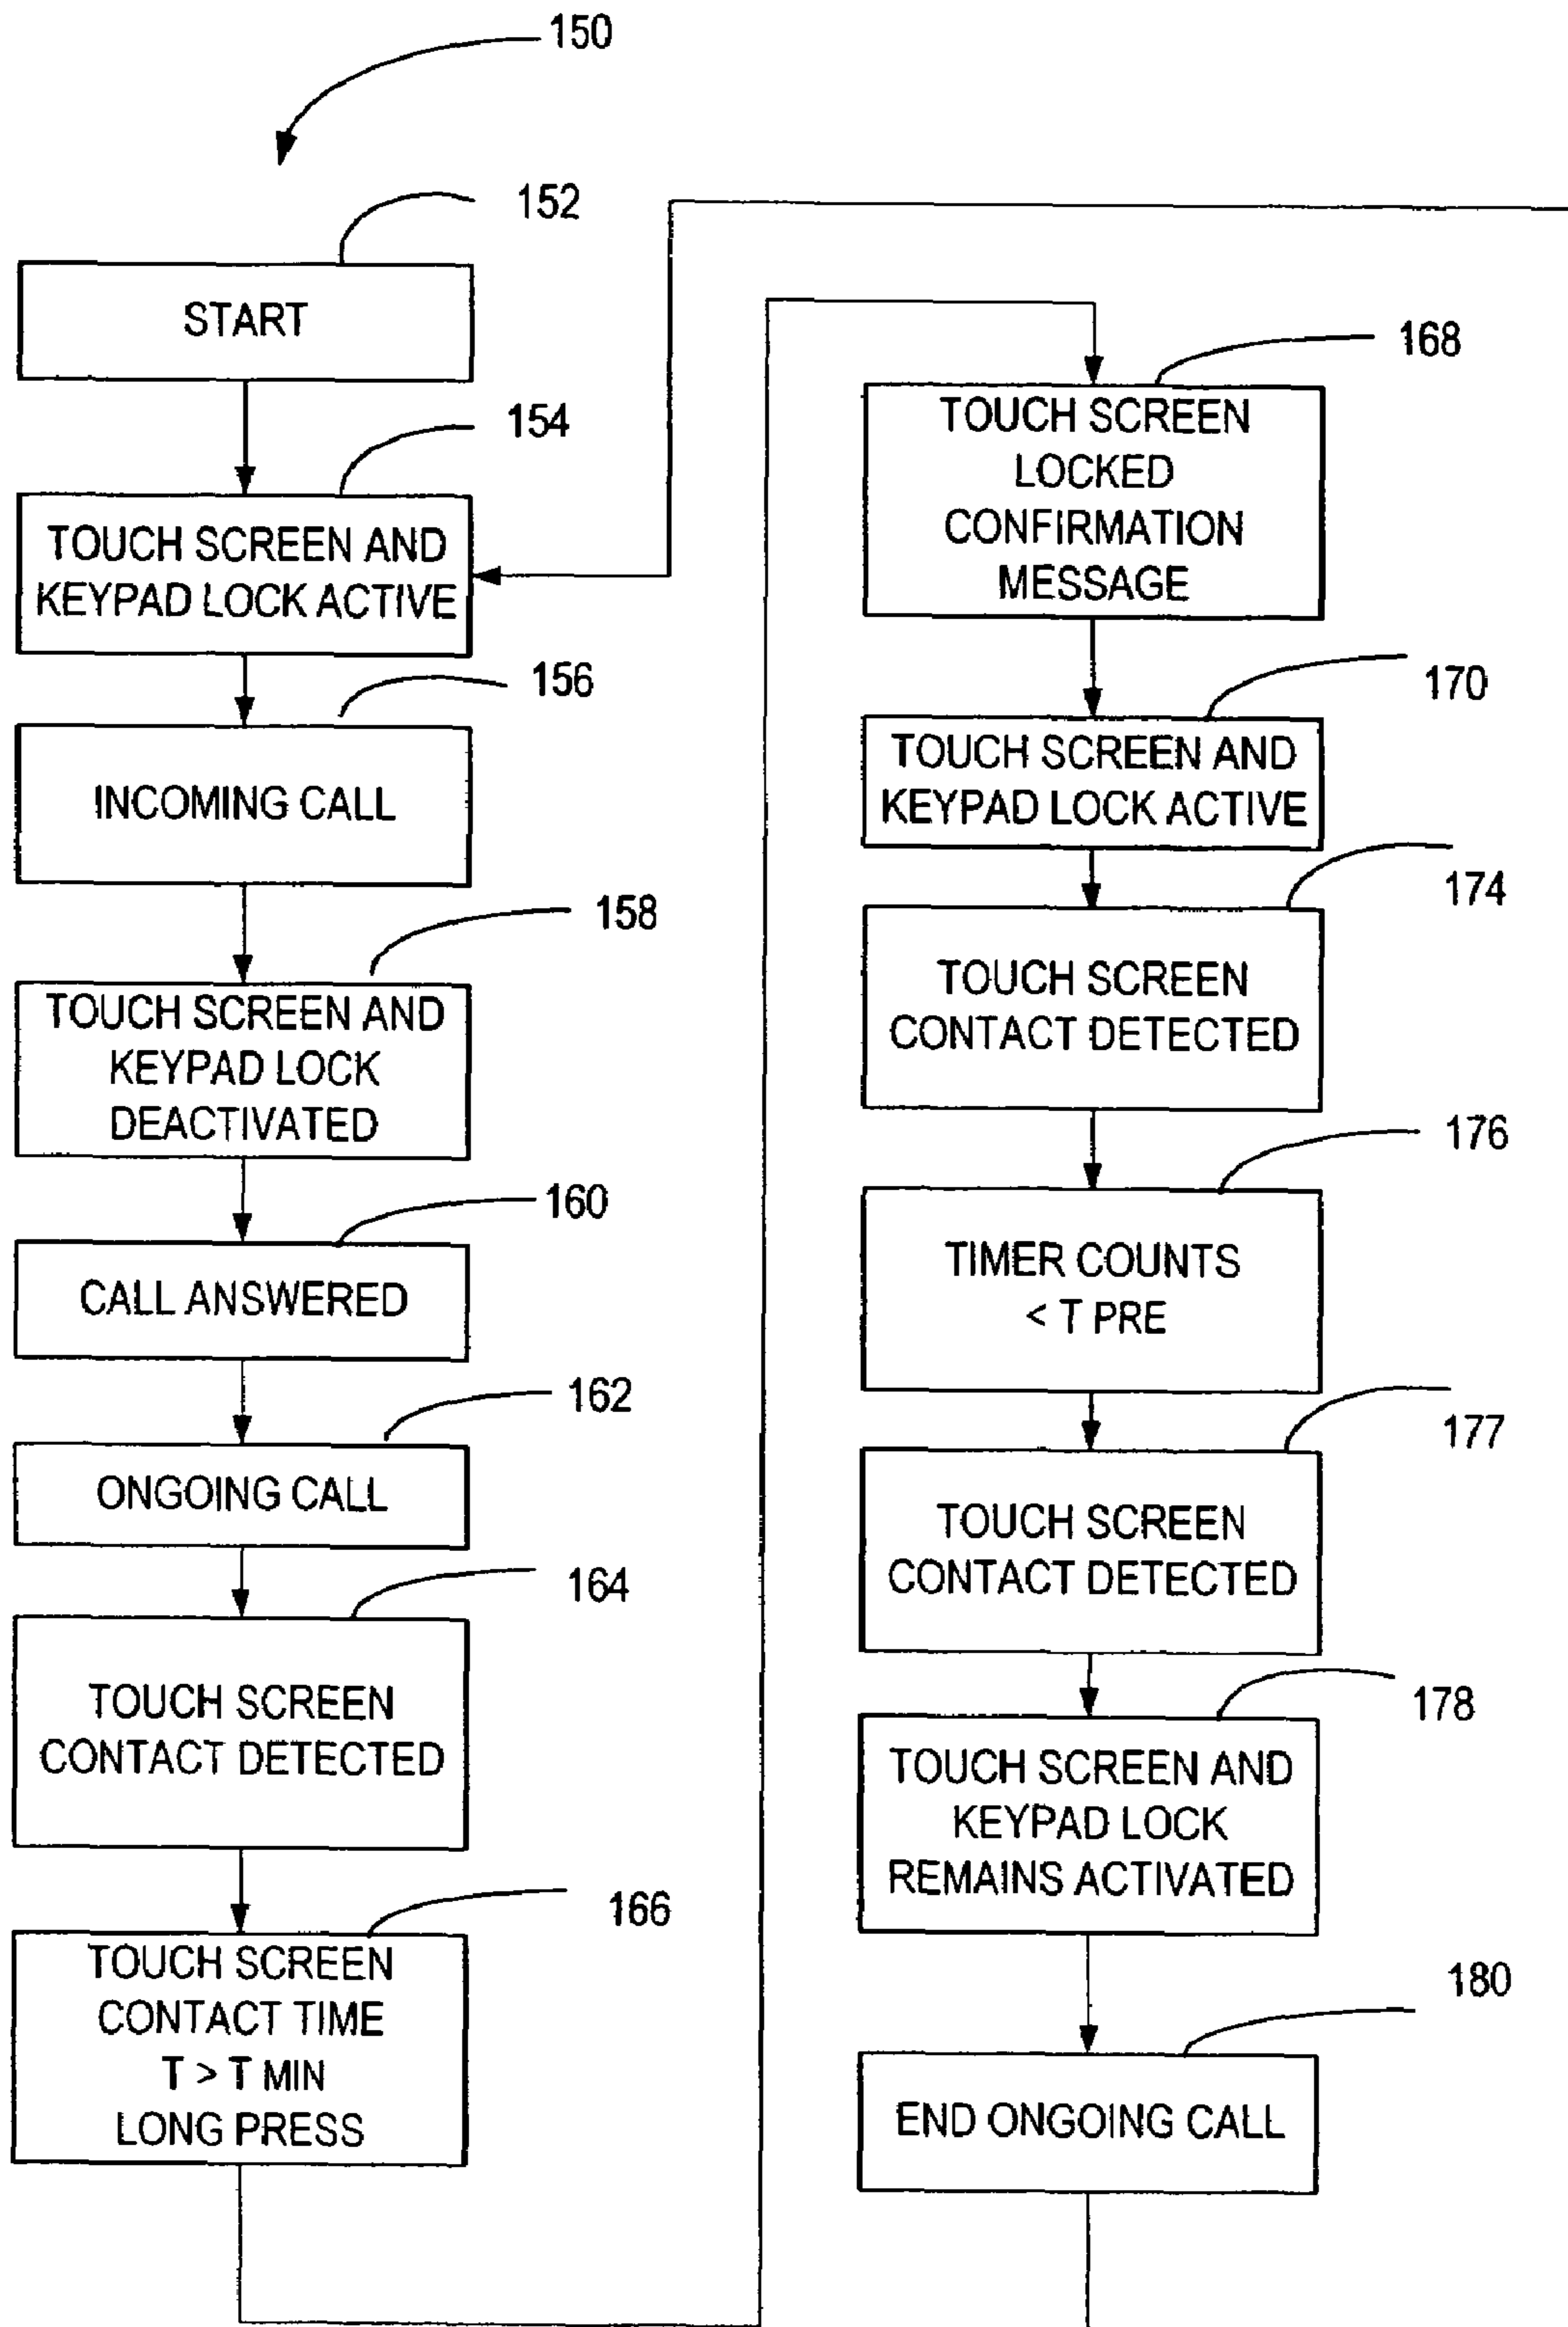 150
152
START
154
TOUCH SCREEN AND
KEYPAD LOCK ACTIVE
156
INCOMING CALL
158
TOUCH SCREEN AND
KEYPAD LOCK
DEACTIVATED
160
CALL ANSWERED
162
ONGOING CALL
164
TOUCH SCREEN
CONTACT DETECTED
166
TOUCH SCREEN
CONTACT TIME
T > T MIN
LONG PRESS
168
TOUCH SCREEN
LOCKED
CONFIRMATION
MESSAGE
170
TOUCH SCREEN AND
KEYPAD LOCK ACTIVE
174
TOUCH SCREEN
CONTACT DETECTED
176
TIMER COUNTS
< T PRE
177
TOUCH SCREEN
CONTACT DETECTED
178
TOUCH SCREEN AND
KEYPAD LOCK
REMAINS ACTIVATED
180
END ONGOING CALL